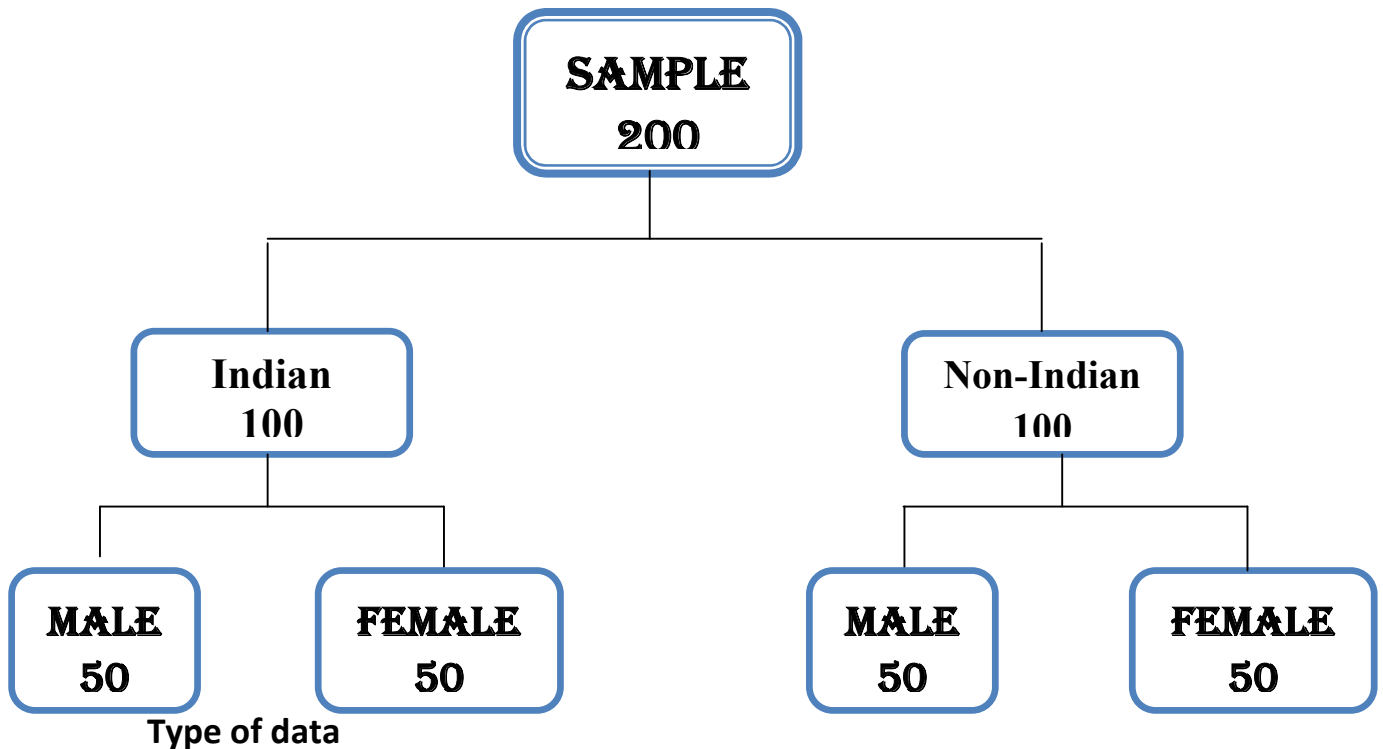 SAMPLE
200
Indian
100
Non-Indian
100
MALE
50
FEMALE
50
MALE
50
FEMALE
50
Type of data